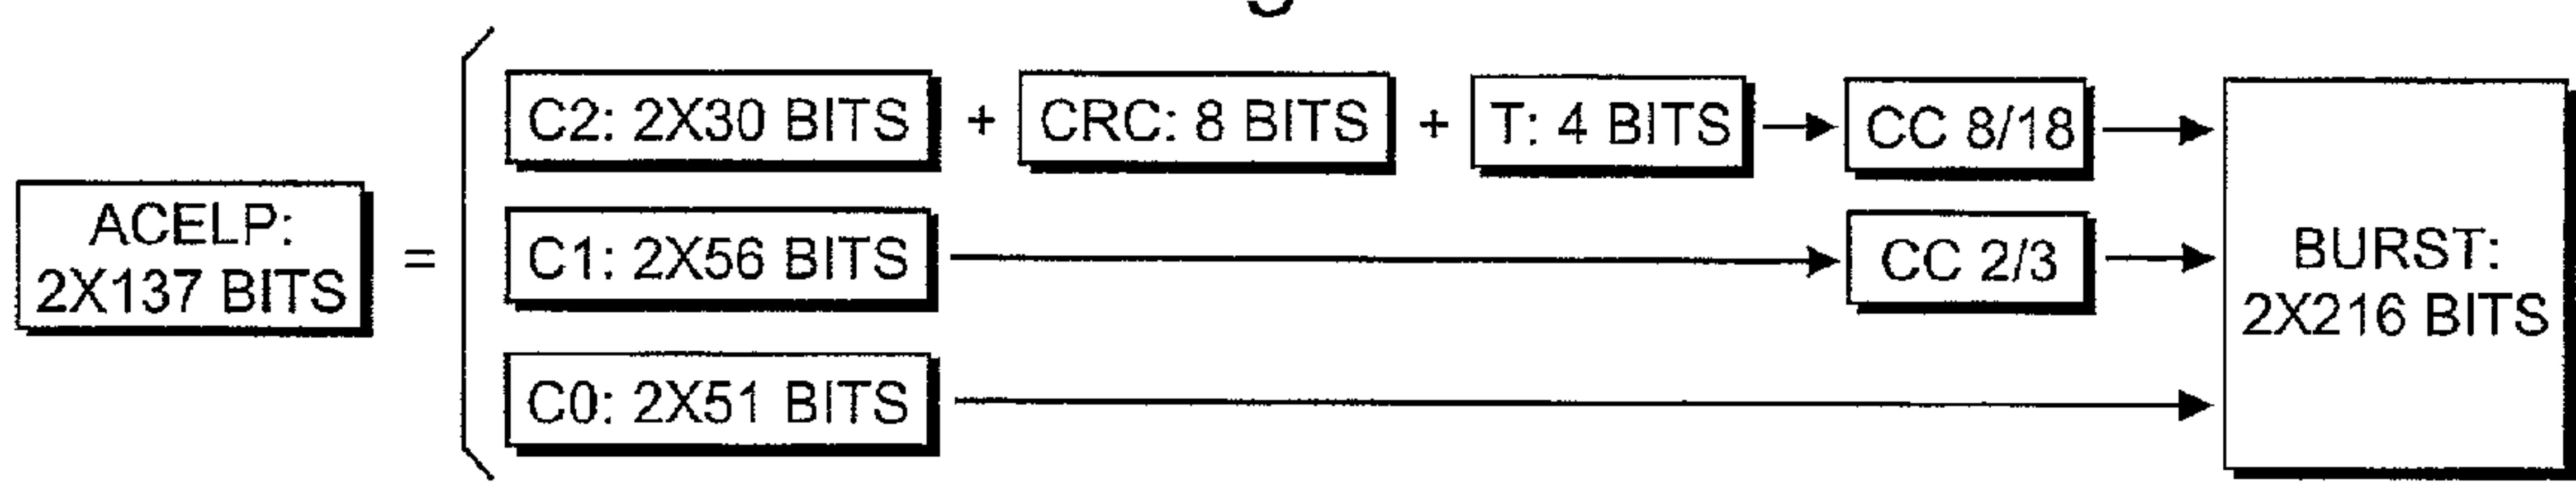 C2: 2X30 BITS + CRC: 8 BITS + T: 4 BITS CC 8/18
ACELP:
2X137 BITS
=
C1: 2X56 BITS CC 2/3
BURST:
2X216 BITS
C0: 2X51 BITS